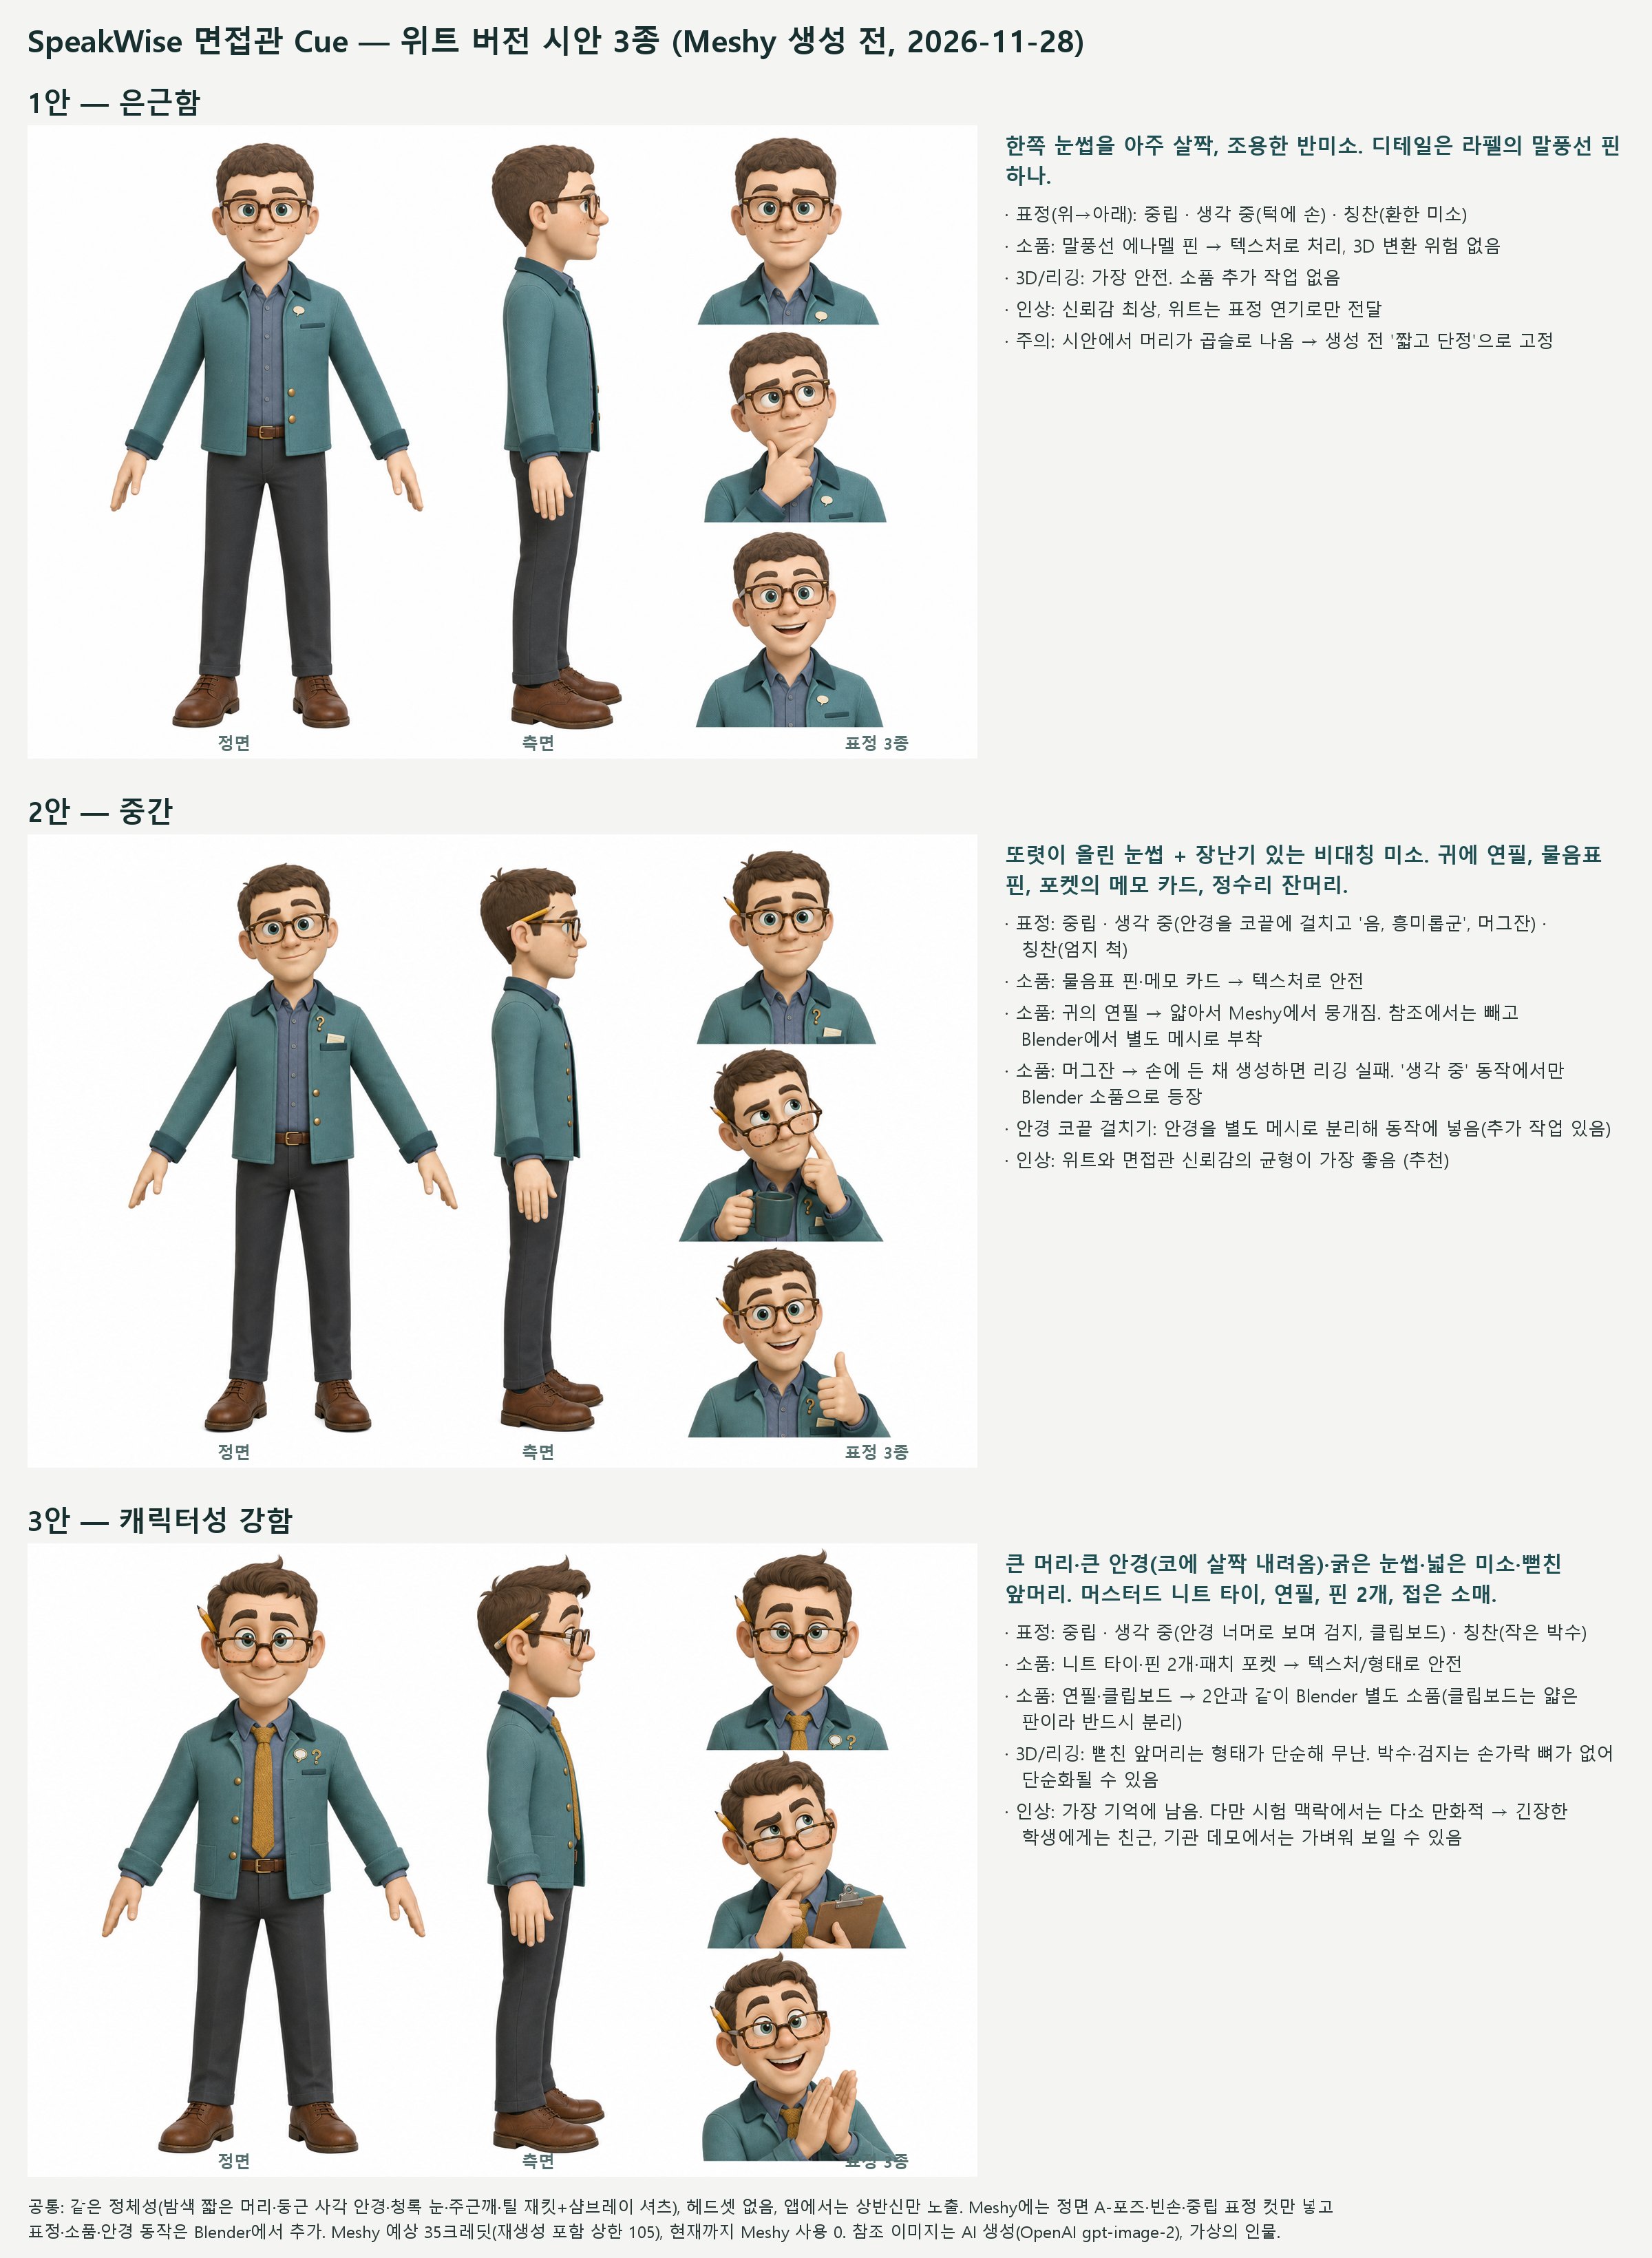 SpeakWise 면접관 Cue — 위트 버전 시안 3종 (Meshy 생성 전, 2026-11-28)
1안 — 은근함
한쪽 눈썹을 아주 살짝, 조용한 반미소. 디테일은 라펠의 말풍선 핀
하나.
· 표정(위→아래): 중립 · 생각 중(턱에 손) · 칭찬(환한 미소)
· 소품: 말풍선 에나멜 핀 → 텍스처로 처리, 3D 변환 위험 없음
· 3D/리깅: 가장 안전. 소품 추가 작업 없음
· 인상: 신뢰감 최상, 위트는 표정 연기로만 전달
· 주의: 시안에서 머리가 곱슬로 나옴 → 생성 전 '짧고 단정'으로 고정
정면
측면
표정 3종
2안 — 중간
또렷이 올린 눈썹 + 장난기 있는 비대칭 미소. 귀에 연필, 물음표
핀, 포켓의 메모 카드, 정수리 잔머리.
· 표정: 중립 · 생각 중(안경을 코끝에 걸치고 '음, 흥미롭군', 머그잔) ·
칭찬(엄지 척)
· 소품: 물음표 핀·메모 카드 → 텍스처로 안전
· 소품: 귀의 연필 → 얇아서 Meshy에서 뭉개짐. 참조에서는 빼고
Blender에서 별도 메시로 부착
· 소품: 머그잔 → 손에 든 채 생성하면 리깅 실패. '생각 중' 동작에서만
Blender 소품으로 등장
· 안경 코끝 걸치기: 안경을 별도 메시로 분리해 동작에 넣음(추가 작업 있음)
· 인상: 위트와 면접관 신뢰감의 균형이 가장 좋음 (추천)
?
?
?
?
정면
측면
표정 3종
3안 — 캐릭터성 강함
큰 머리·큰 안경(코에 살짝 내려옴)·굵은 눈썹·넓은 미소·뻗친
앞머리. 머스터드 니트 타이, 연필, 핀 2개, 접은 소매.
· 표정: 중립 · 생각 중(안경 너머로 보며 검지, 클립보드) · 칭찬(작은 박수)
· 소품: 니트 타이·핀 2개·패치 포켓 → 텍스처/형태로 안전
· 소품: 연필·클립보드 → 2안과 같이 Blender 별도 소품(클립보드는 얇은
판이라 반드시 분리)
· 3D/리깅: 뻗친 앞머리는 형태가 단순해 무난. 박수·검지는 손가락 뼈가 없어
단순화될 수 있음
· 인상: 가장 기억에 남음. 다만 시험 맥락에서는 다소 만화적 → 긴장한
학생에게는 친근, 기관 데모에서는 가벼워 보일 수 있음
?
?
정면
측면
표정 3종
공통: 같은 정체성(밤색 짧은 머리·둥근 사각 안경·청록 눈·주근깨·틸 재킷+샴브레이 셔츠), 헤드셋 없음, 앱에서는 상반신만 노출. Meshy에는 정면 A-포즈·빈손·중립 표정 컷만 넣고
표정·소품·안경 동작은 Blender에서 추가. Meshy 예상 35크레딧(재생성 포함 상한 105), 현재까지 Meshy 사용 0. 참조 이미지는 AI 생성(OpenAI gpt-image-2), 가상의 인물.